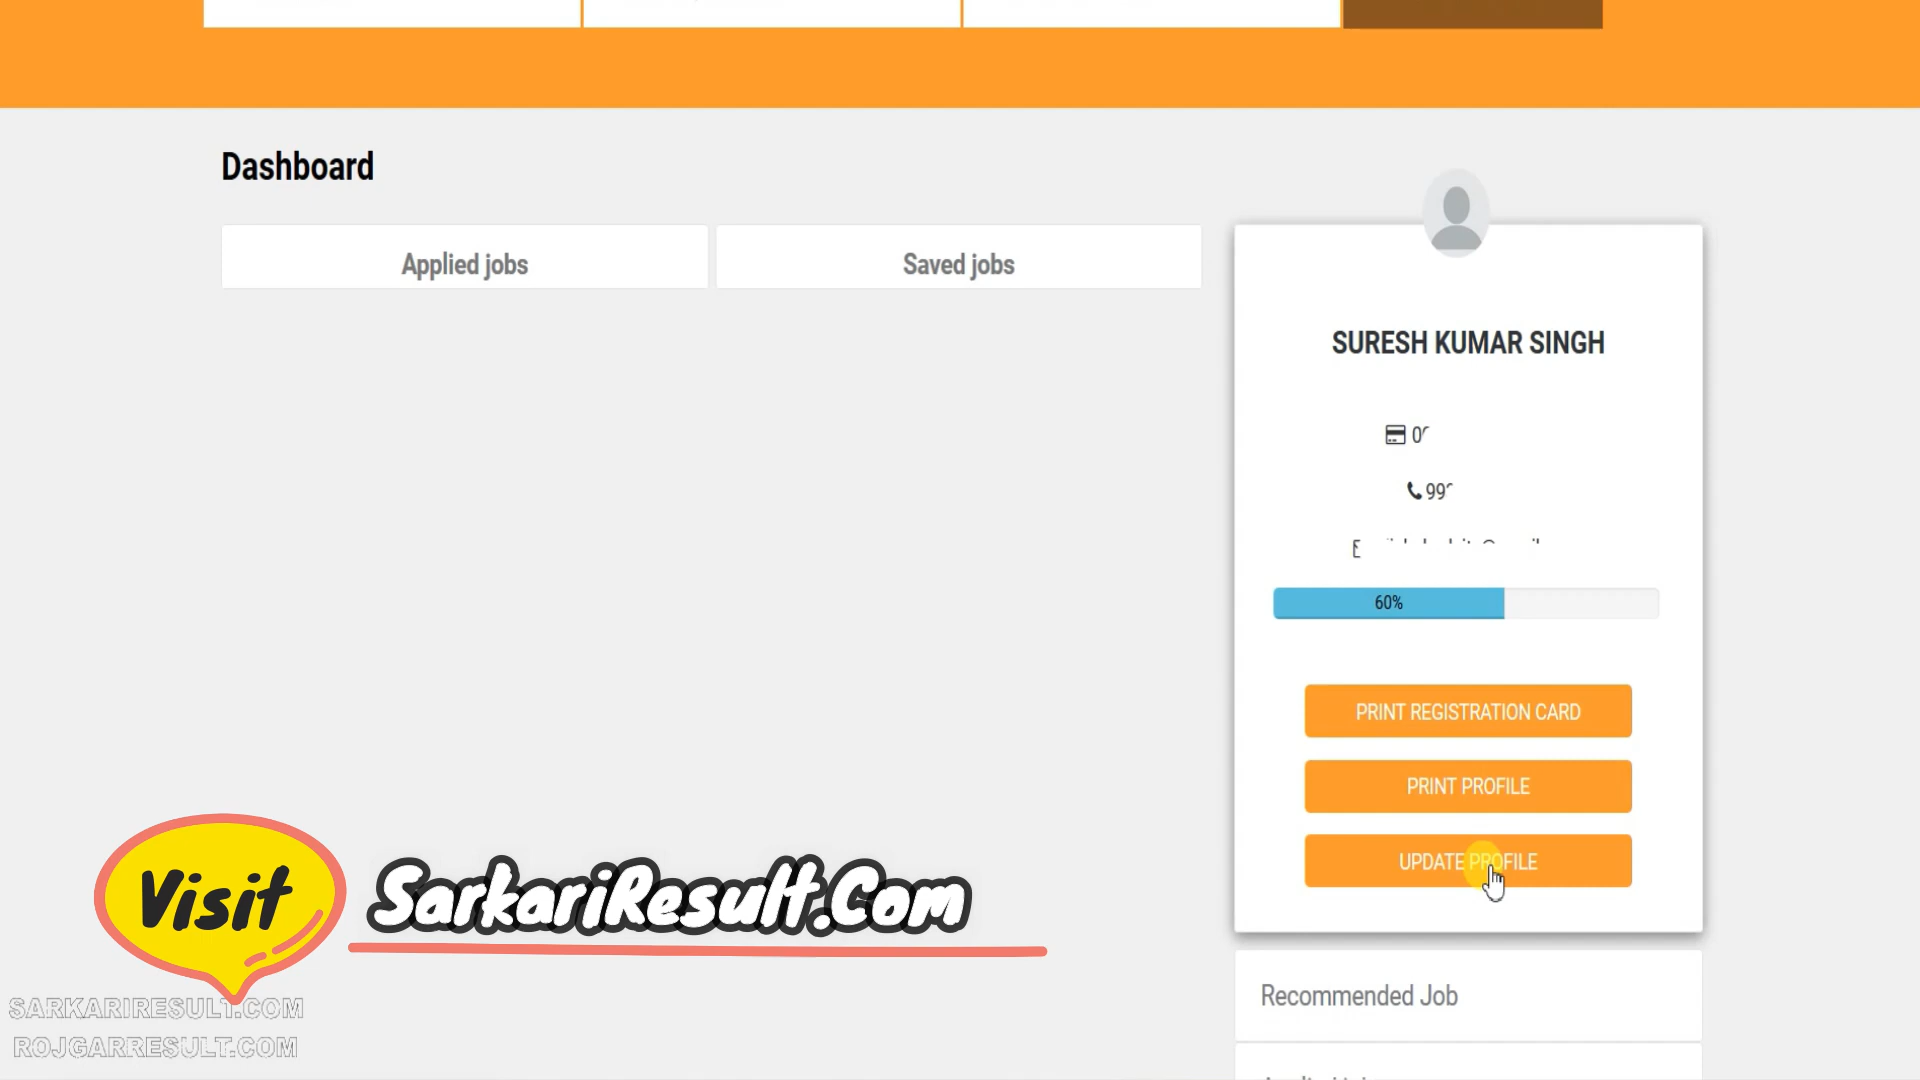 Dashboard
Applied jobs
Saved jobs
SURESH KUMAR SINGH
60%
PRINT REGISTRATION CARD
PRINT PROFILE
UPDATE PROFILE
Recommended Job
Visit
SarkariResult.Com
SARKARIRESULT.COM
ROJGARRESULT.COM